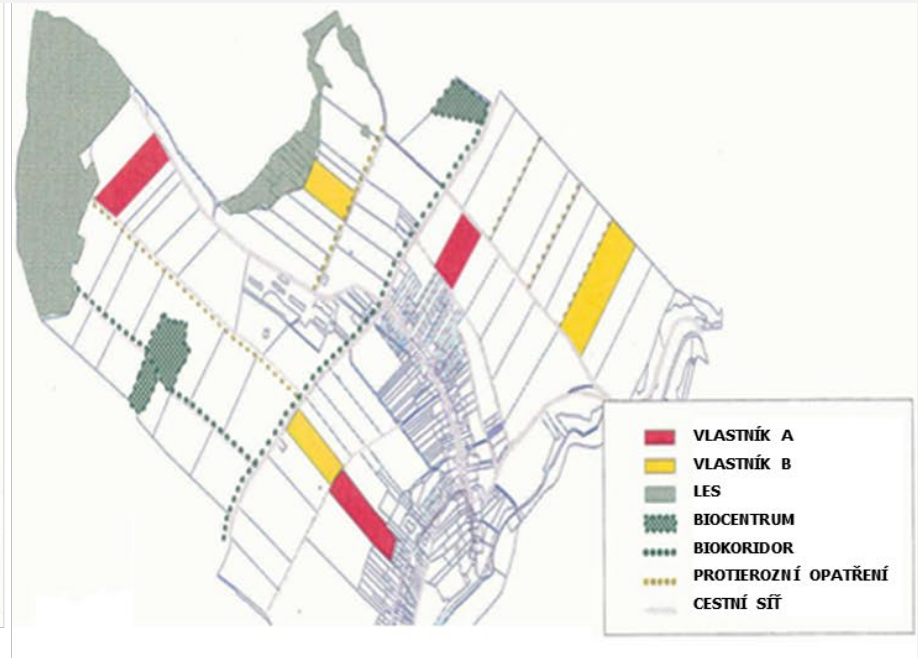 VLASTNÍK A
VLASTNÍK B
LES
BIOCENTRUM
BIOKORIDOR
PROTIEROZNÍ OPATŘENÍ
CESTNÍ SÍŤ